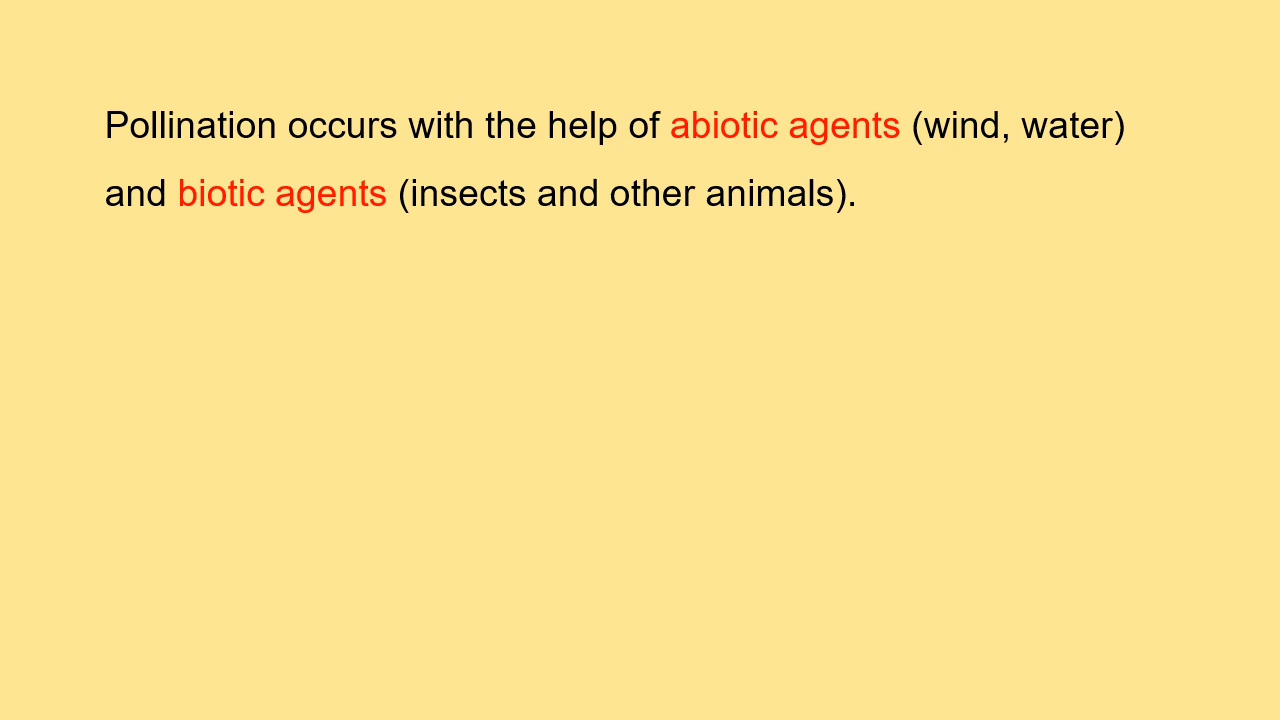 Pollination occurs with the help of abiotic agents (wind, water)
and biotic agents (insects and other animals).